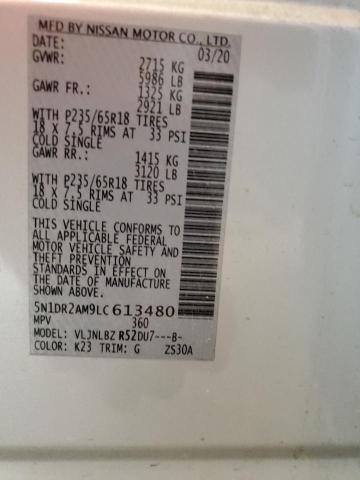 MFD BY NISSAN MOTOR CO., LTD.
DATE: 03/20
GVWR: 2715 KG
5986 LB
GAWR FR.: 1325 KG
2921 LB
WITH P235/65R18 TIRES
18 X 7.5 RIMS AT 33 PSI
COLD SINGLE
GAWR RR.: 1415 KG
3120 LB
WITH P235/65R18 TIRES
18 X 7.5 RIMS AT 33 PSI
COLD SINGLE
THIS VEHICLE CONFORMS TO
ALL APPLICABLE FEDERAL
MOTOR VEHICLE SAFETY AND
THEFT PREVENTION
STANDARDS IN EFFECT ON
THE DATE OF MANUFACTURE
SHOWN ABOVE.
5N1DR2AM9LC613480
MPV 360
MODEL: VLJNLBZ R52DU7---B-
COLOR: K23 TRIM: G ZS30A